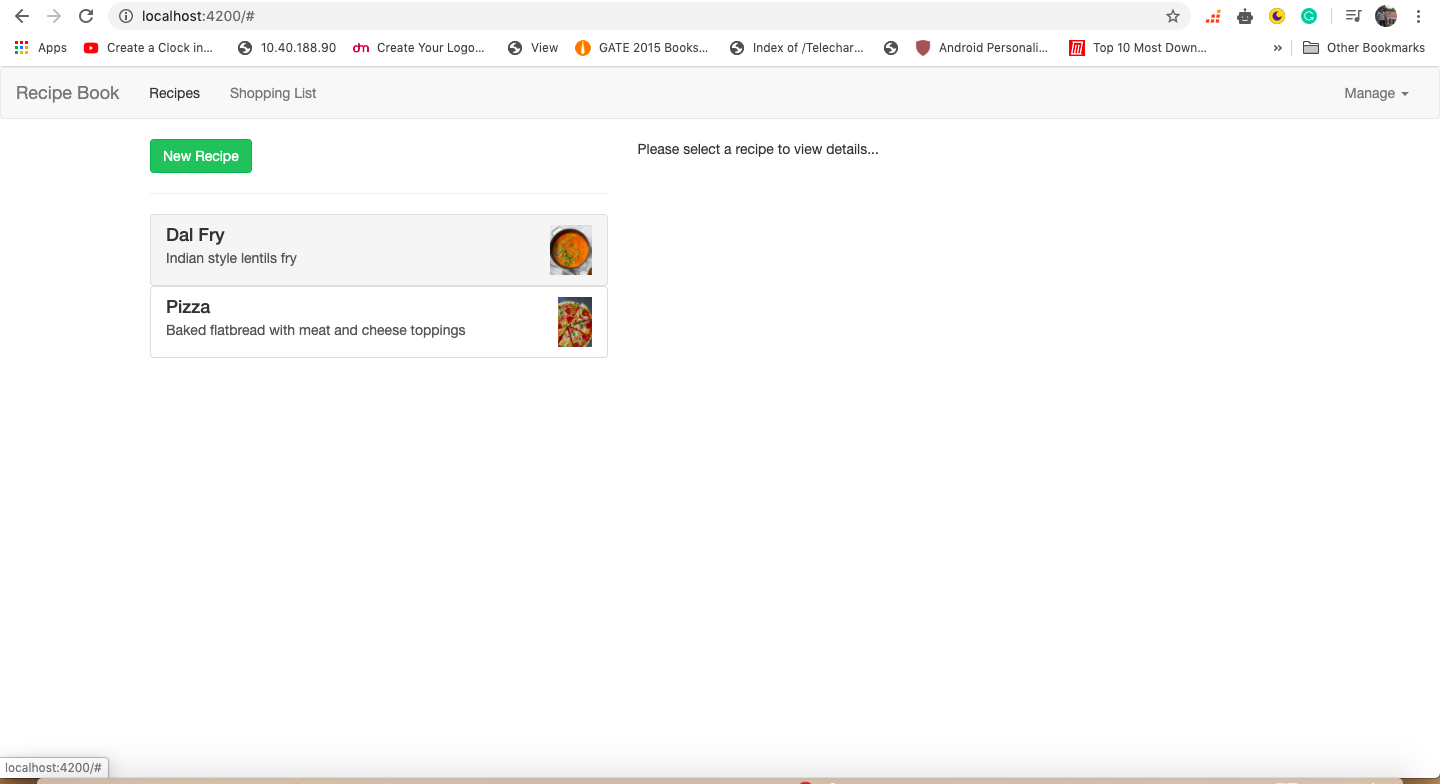 localhost:4200/#
Apps Create a Clock in... 10.40.188.90 dm Create Your Logo... View GATE 2015 Books... Index of /Telechar... Android Personali... Top 10 Most Down... » Other Bookmarks
Recipe Book Recipes Shopping List Manage
New Recipe Please select a recipe to view details...
Dal Fry
Indian style lentils fry
Pizza
Baked flatbread with meat and cheese toppings
localhost:4200/#